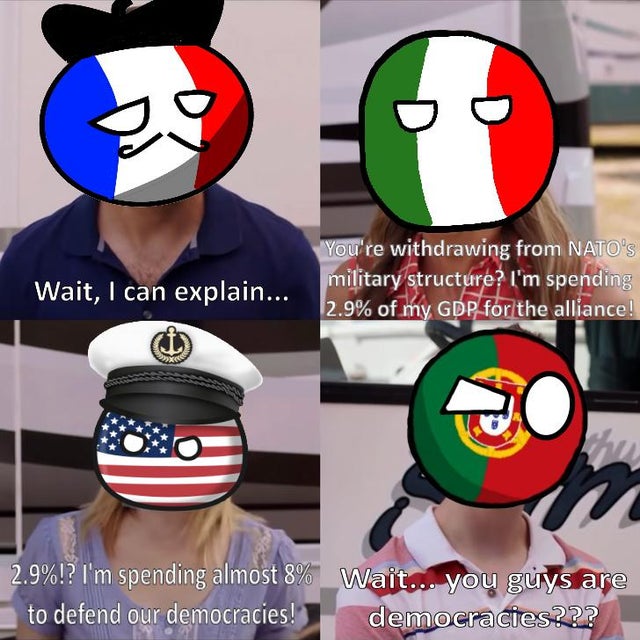 Wait, I can explain...
You're withdrawing from NATO's
military structure? I'm spending
2.9% of my GDP for the alliance!
2.9%!? I'm spending almost 8%
to defend our democracies!
Wait... you guys are
democracies???